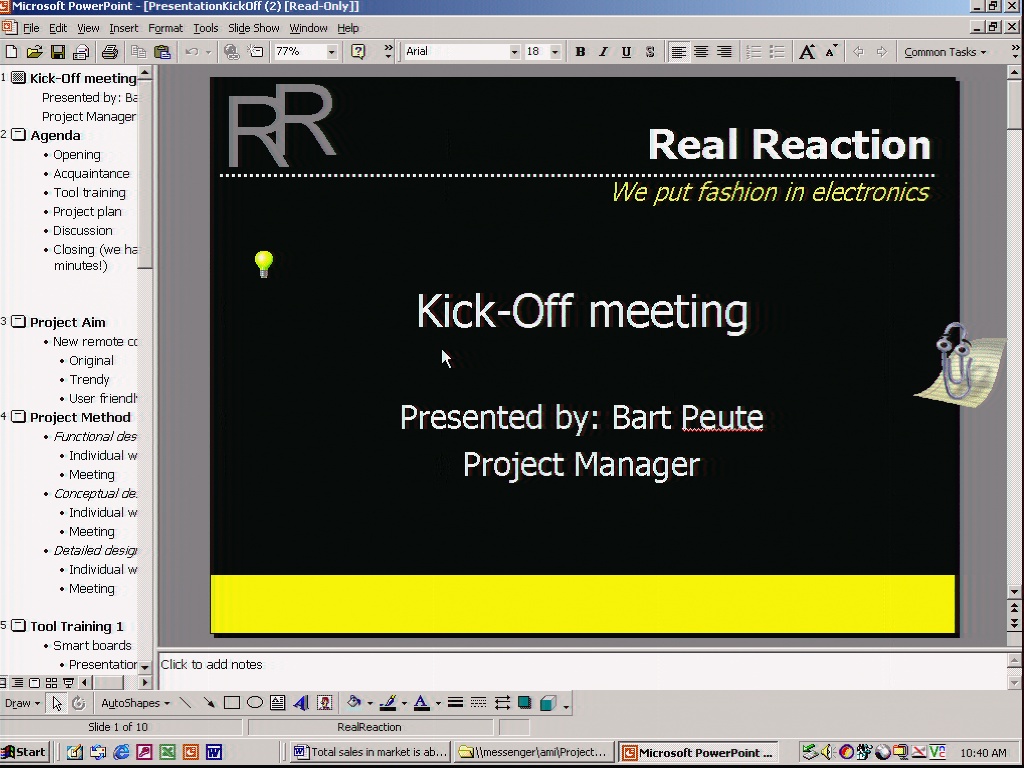 Microsoft PowerPoint - [PresentationKickOff (2) [Read-Only]]
File Edit View Insert Format Tools Slide Show Window Help
77% Arial 18 B I U S A A Common Tasks
1 Kick-Off meeting
Presented by: Ba
Project Manager
2 Agenda
• Opening
• Acquaintance
• Tool training
• Project plan
• Discussion
• Closing (we ha
minutes!)
3 Project Aim
• New remote co
• Original
• Trendy
• User friendl
4 Project Method
• Functional des
• Individual w
• Meeting
• Conceptual de
• Individual w
• Meeting
• Detailed design
• Individual w
• Meeting
5 Tool Training 1
• Smart boards
• Presentation
RR
Real Reaction
We put fashion in electronics
Kick-Off meeting
Presented by: Bart Peute
Project Manager
Click to add notes
Draw AutoShapes
Slide 1 of 10 RealReaction
Start Total sales in market is ab... \\messenger\ami\Project... Microsoft PowerPoint ... 10:40 AM